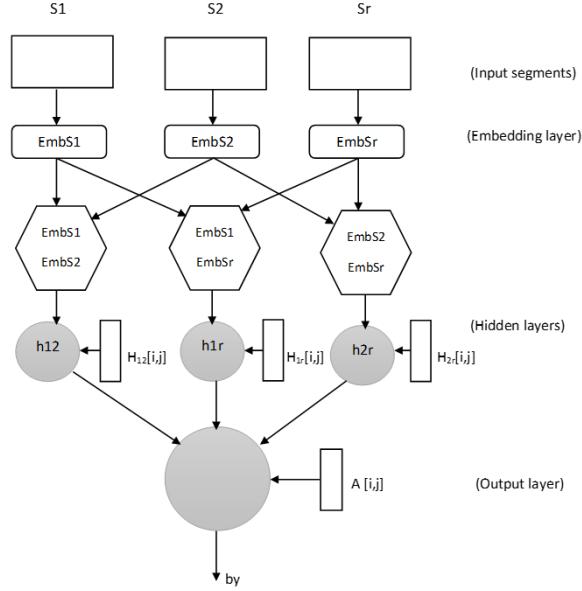 S1 S2 Sr
(Input segments)
EmbS1 EmbS2 EmbSr
(Embedding layer)
EmbS1 EmbS1 EmbS2
EmbS2 EmbSr EmbSr
(Hidden layers)
h12 H12[i,j] h1r H1r[i,j] h2r H2r[i,j]
A [i,j] (Output layer)
by